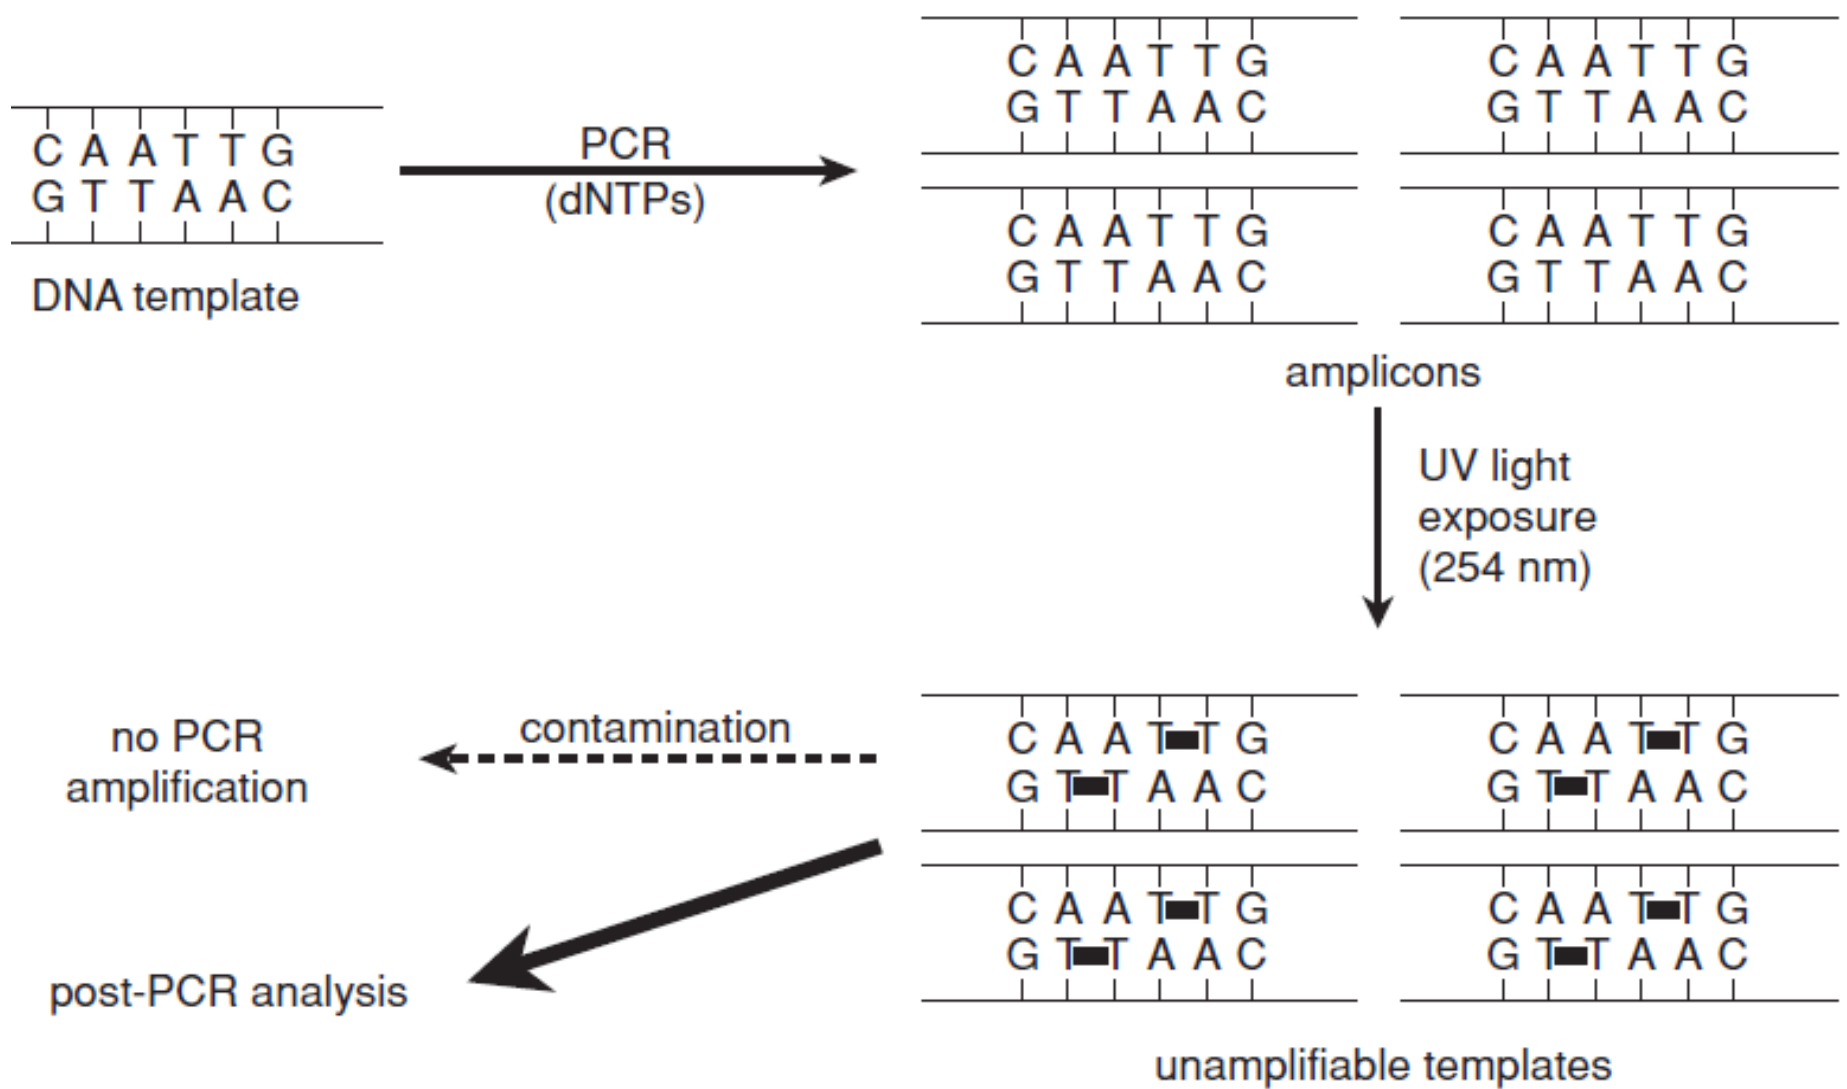 C A A T T G
G T T A A C
DNA template
PCR
(dNTPs)
C A A T T G
G T T A A C
C A A T T G
G T T A A C
C A A T T G
G T T A A C
C A A T T G
G T T A A C
amplicons
UV light
exposure
(254 nm)
C A A T T G
G T T A A C
C A A T T G
G T T A A C
C A A T T G
G T T A A C
C A A T T G
G T T A A C
unamplifiable templates
contamination
no PCR
amplification
post-PCR analysis